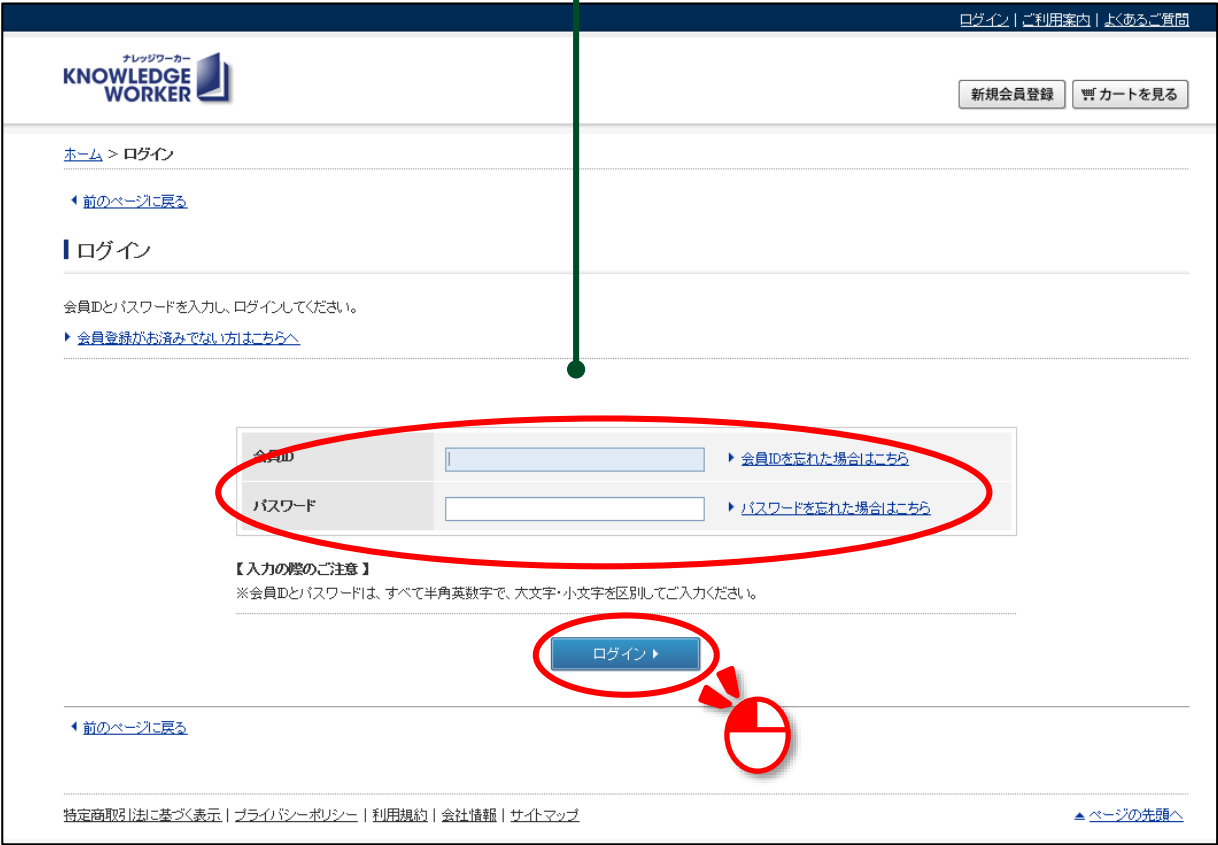 ログイン | ご利用案内 | よくあるご質問
ナレッジワーカー
KNOWLEDGE
WORKER
新規会員登録 カートを見る
ホーム > ログイン
前のページに戻る
ログイン
会員IDとパスワードを入力し、ログインしてください。
会員登録がお済みでない方はこちらへ
会員ID 会員IDを忘れた場合はこちら
パスワード パスワードを忘れた場合はこちら
【入力の際のご注意】
※会員IDとパスワードは、すべて半角英数字で、大文字・小文字を区別してご入力ください。
ログイン
前のページに戻る
特定商取引法に基づく表示 | プライバシーポリシー | 利用規約 | 会社情報 | サイトマップ ページの先頭へ